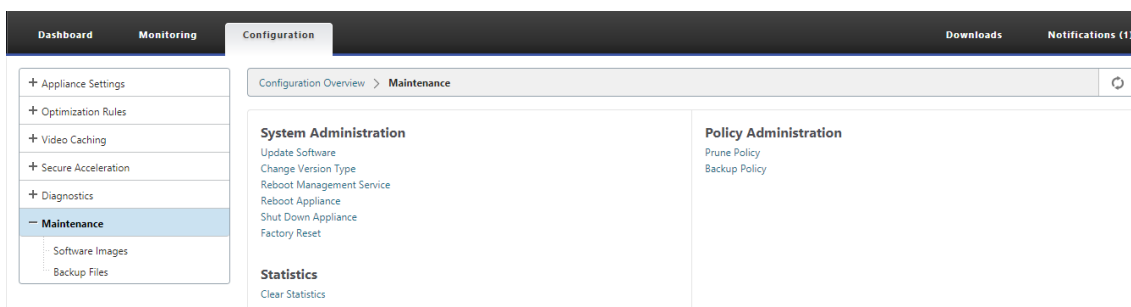 Dashboard Monitoring Configuration Downloads Notifications (1)
+ Appliance Settings
+ Optimization Rules
+ Video Caching
+ Secure Acceleration
+ Diagnostics
− Maintenance
Software Images
Backup Files
Configuration Overview > Maintenance
System Administration
Update Software
Change Version Type
Reboot Management Service
Reboot Appliance
Shut Down Appliance
Factory Reset
Statistics
Clear Statistics
Policy Administration
Prune Policy
Backup Policy